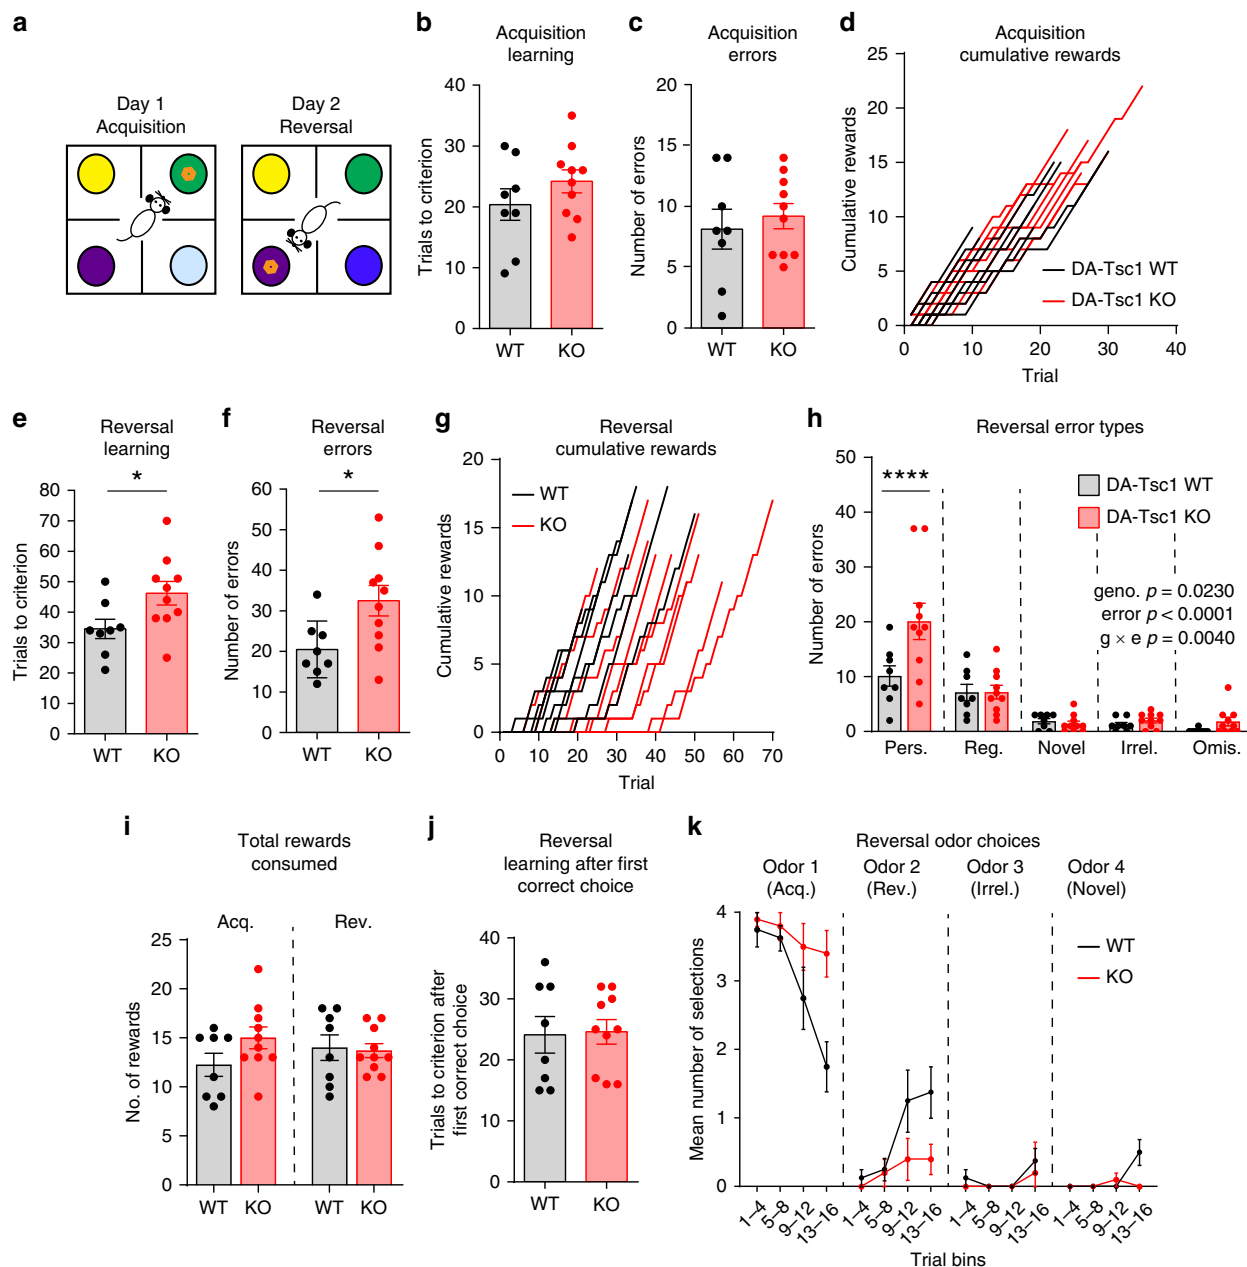 a
Day 1
Acquisition
Day 2
Reversal
b
Acquisition
learning
Trials to criterion
40
30
20
10
0
WT
KO
c
Acquisition
errors
Number of errors
20
15
10
5
0
WT
KO
d
Acquisition
cumulative rewards
Cumulative rewards
25
20
15
10
5
0
DA-Tsc1 WT
DA-Tsc1 KO
0
10
20
30
40
Trial
e
Reversal
learning
*
Trials to criterion
80
70
60
50
40
30
20
10
0
WT
KO
f
Reversal
errors
*
Number of errors
60
50
40
30
20
10
0
WT
KO
g
Reversal
cumulative rewards
Cumulative rewards
20
15
10
5
0
WT
KO
0
10
20
30
40
50
60
70
Trial
h
Reversal error types
Number of errors
50
40
30
20
10
0
****
DA-Tsc1 WT
DA-Tsc1 KO
geno. p = 0.0230
error p < 0.0001
g × e p = 0.0040
Pers.
Reg.
Novel
Irrel.
Omis.
i
Total rewards
consumed
Acq.
Rev.
No. of rewards
25
20
15
10
5
0
WT
KO
WT
KO
j
Reversal
learning after first
correct choice
Trials to criterion after
first correct choice
40
30
20
10
0
WT
KO
k
Reversal odor choices
Odor 1
(Acq.)
Odor 2
(Rev.)
Odor 3
(Irrel.)
Odor 4
(Novel)
Mean number of selections
4
3
2
1
0
WT
KO
1–4
5–8
9–12
13–16
1–4
5–8
9–12
13–16
1–4
5–8
9–12
13–16
1–4
5–8
9–12
13–16
Trial bins